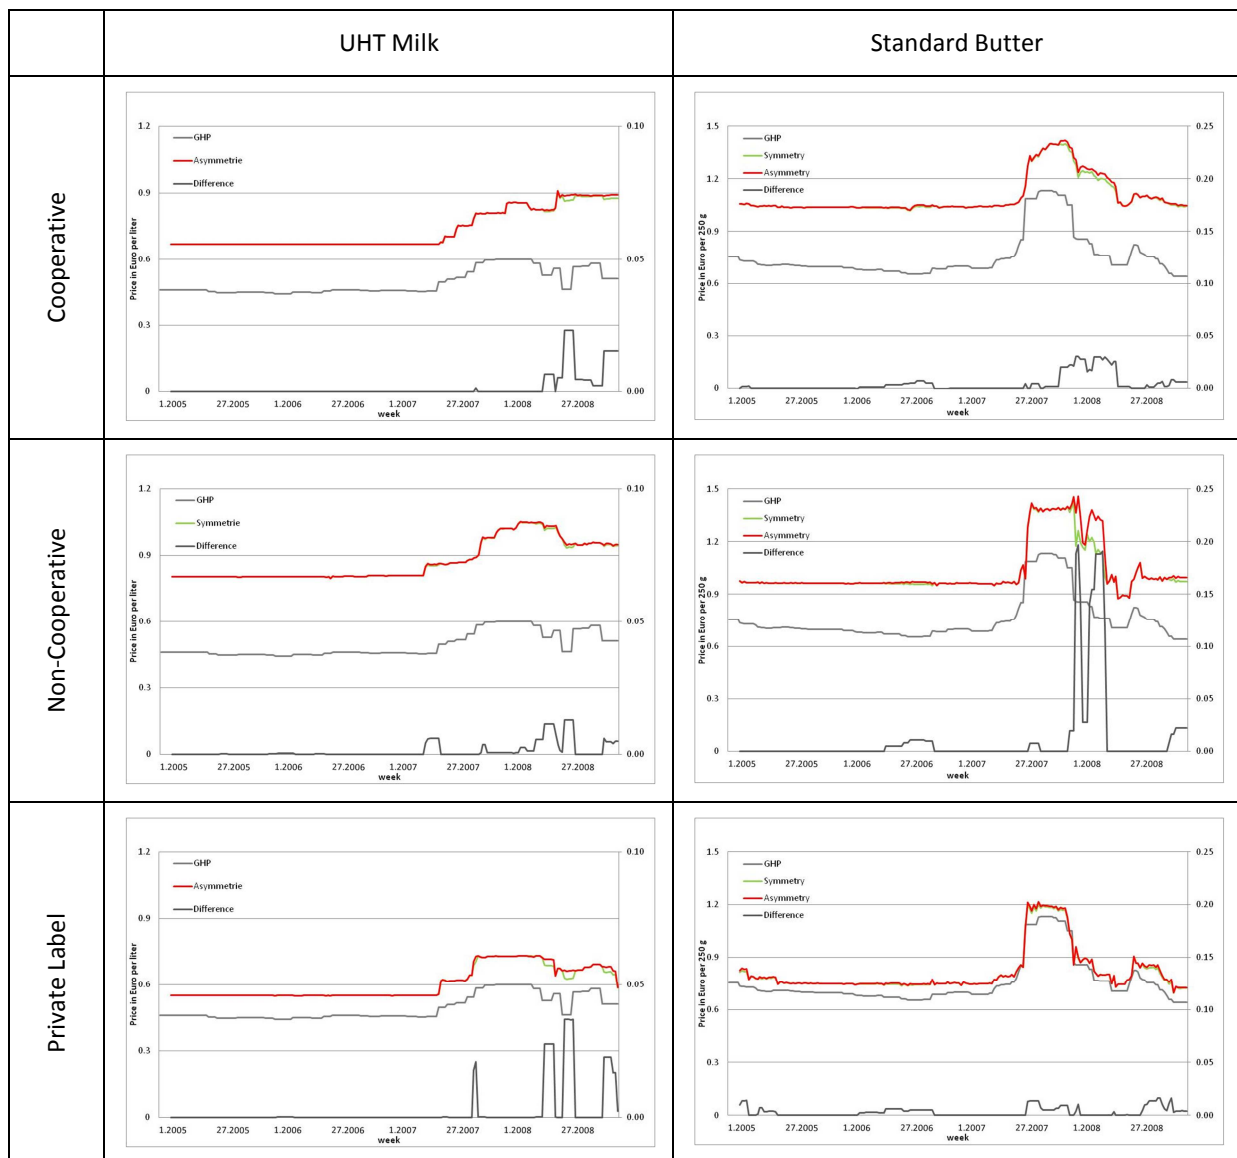 UHT Milk
Standard Butter
Cooperative
1.2
0.9
0.6
0.3
0
Price in Euro per liter
GHP
Asymmetrie
Difference
0.10
0.05
0.00
1.2005 27.2005 1.2006 27.2006 1.2007 27.2007 1.2008 27.2008
week
1.5
1.2
0.9
0.6
0.3
0
Price in Euro per 250 g
GHP
Symmetry
Asymmetry
Difference
0.25
0.20
0.15
0.10
0.05
0.00
1.2005 27.2005 1.2006 27.2006 1.2007 27.2007 1.2008 27.2008
week
Non-Cooperative
1.2
0.9
0.6
0.3
0
Price in Euro per liter
GHP
Symmetrie
Difference
0.10
0.05
0.00
1.2005 27.2005 1.2006 27.2006 1.2007 27.2007 1.2008 27.2008
week
1.5
1.2
0.9
0.6
0.3
0
Price in Euro per 250 g
GHP
Symmetry
Asymmetry
Difference
0.25
0.20
0.15
0.10
0.05
0.00
1.2005 27.2005 1.2006 27.2006 1.2007 27.2007 1.2008 27.2008
week
Private Label
1.2
0.9
0.6
0.3
0
Price in Euro per liter
GHP
Asymmetrie
Difference
0.10
0.05
0.00
1.2005 27.2005 1.2006 27.2006 1.2007 27.2007 1.2008 27.2008
week
1.5
1.2
0.9
0.6
0.3
0
Price in Euro per 250 g
GHP
Symmetry
Asymmetry
Difference
0.25
0.20
0.15
0.10
0.05
0.00
1.2005 27.2005 1.2006 27.2006 1.2007 27.2007 1.2008 27.2008
week